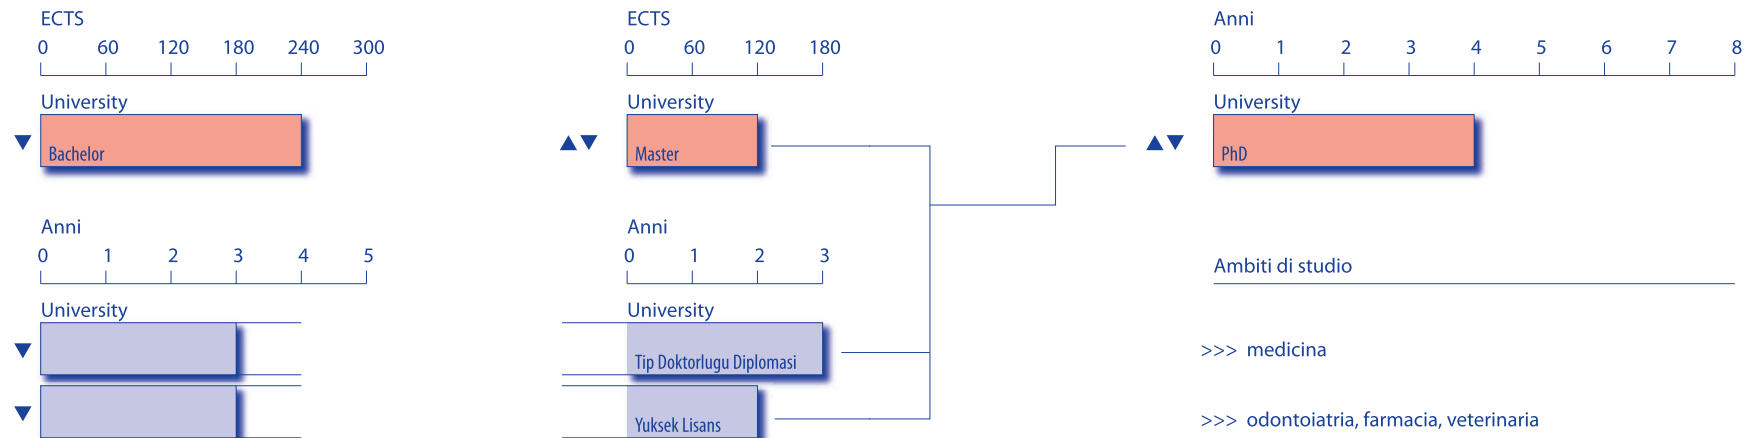 ECTS
0 60 120 180 240 300
University
Bachelor
ECTS
0 60 120 180
University
Master
Anni
0 1 2 3 4 5 6 7 8
University
PhD
Anni
0 1 2 3 4 5
University
Anni
0 1 2 3
University
Tip Doktorlugu Diplomasi
Yuksek Lisans
Ambiti di studio
>>> medicina
>>> odontoiatria, farmacia, veterinaria